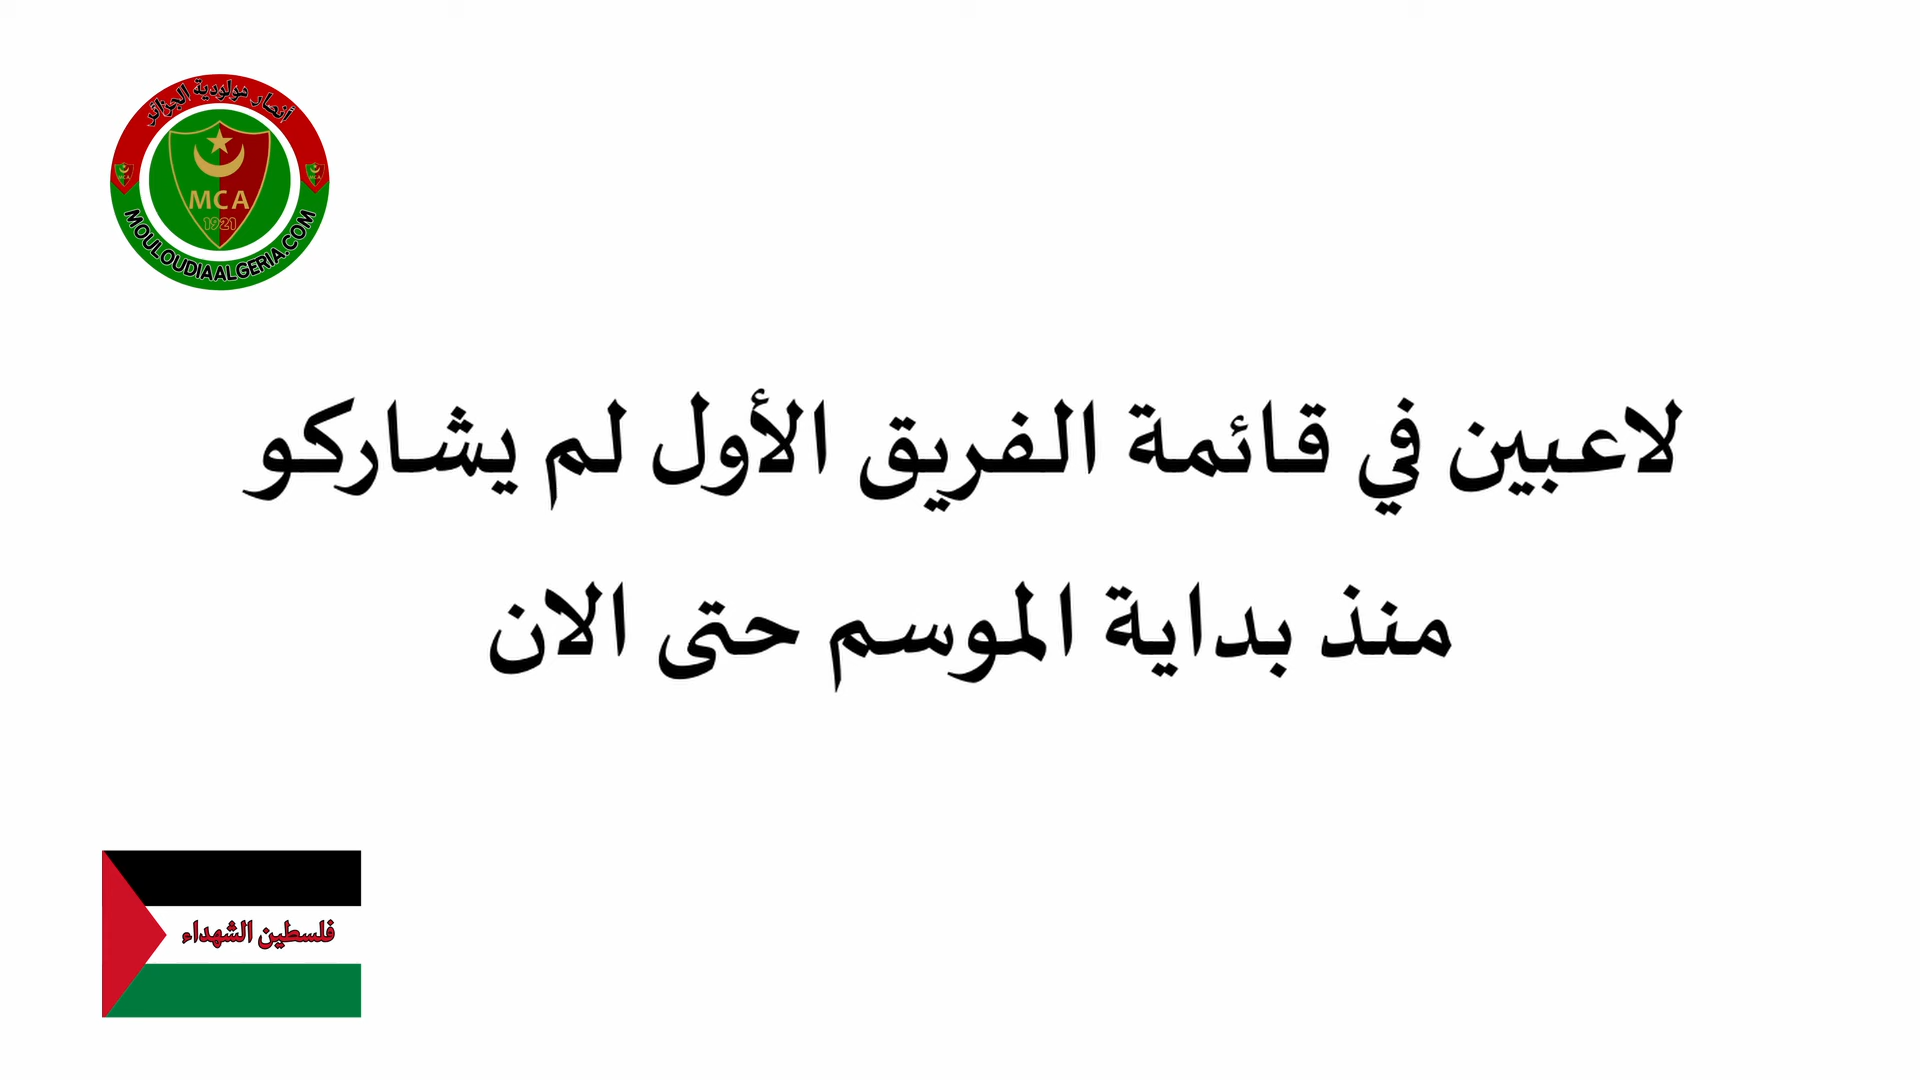 أنصار مولودية الجزائر
MCA
1921
MOULOUDIAALGERIA.COM
لاعبين في قائمة الفريق الأول لم يشاركو
منذ بداية الموسم حتى الان
فلسطين الشهداء